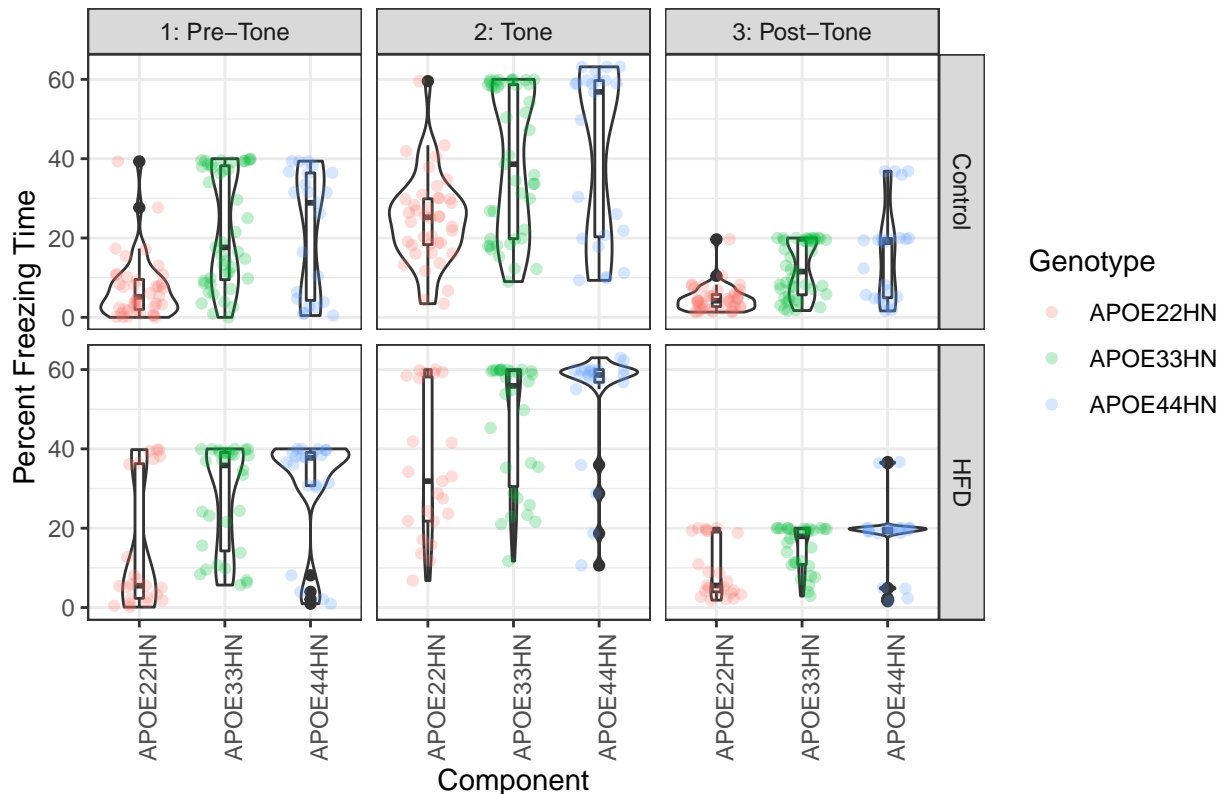 1: Pre−Tone
2: Tone
3: Post−Tone
Percent Freezing Time
60
40
20
0
Control
60
40
20
0
HFD
APOE22HN
APOE33HN
APOE44HN
APOE22HN
APOE33HN
APOE44HN
APOE22HN
APOE33HN
APOE44HN
Component
Genotype
APOE22HN
APOE33HN
APOE44HN